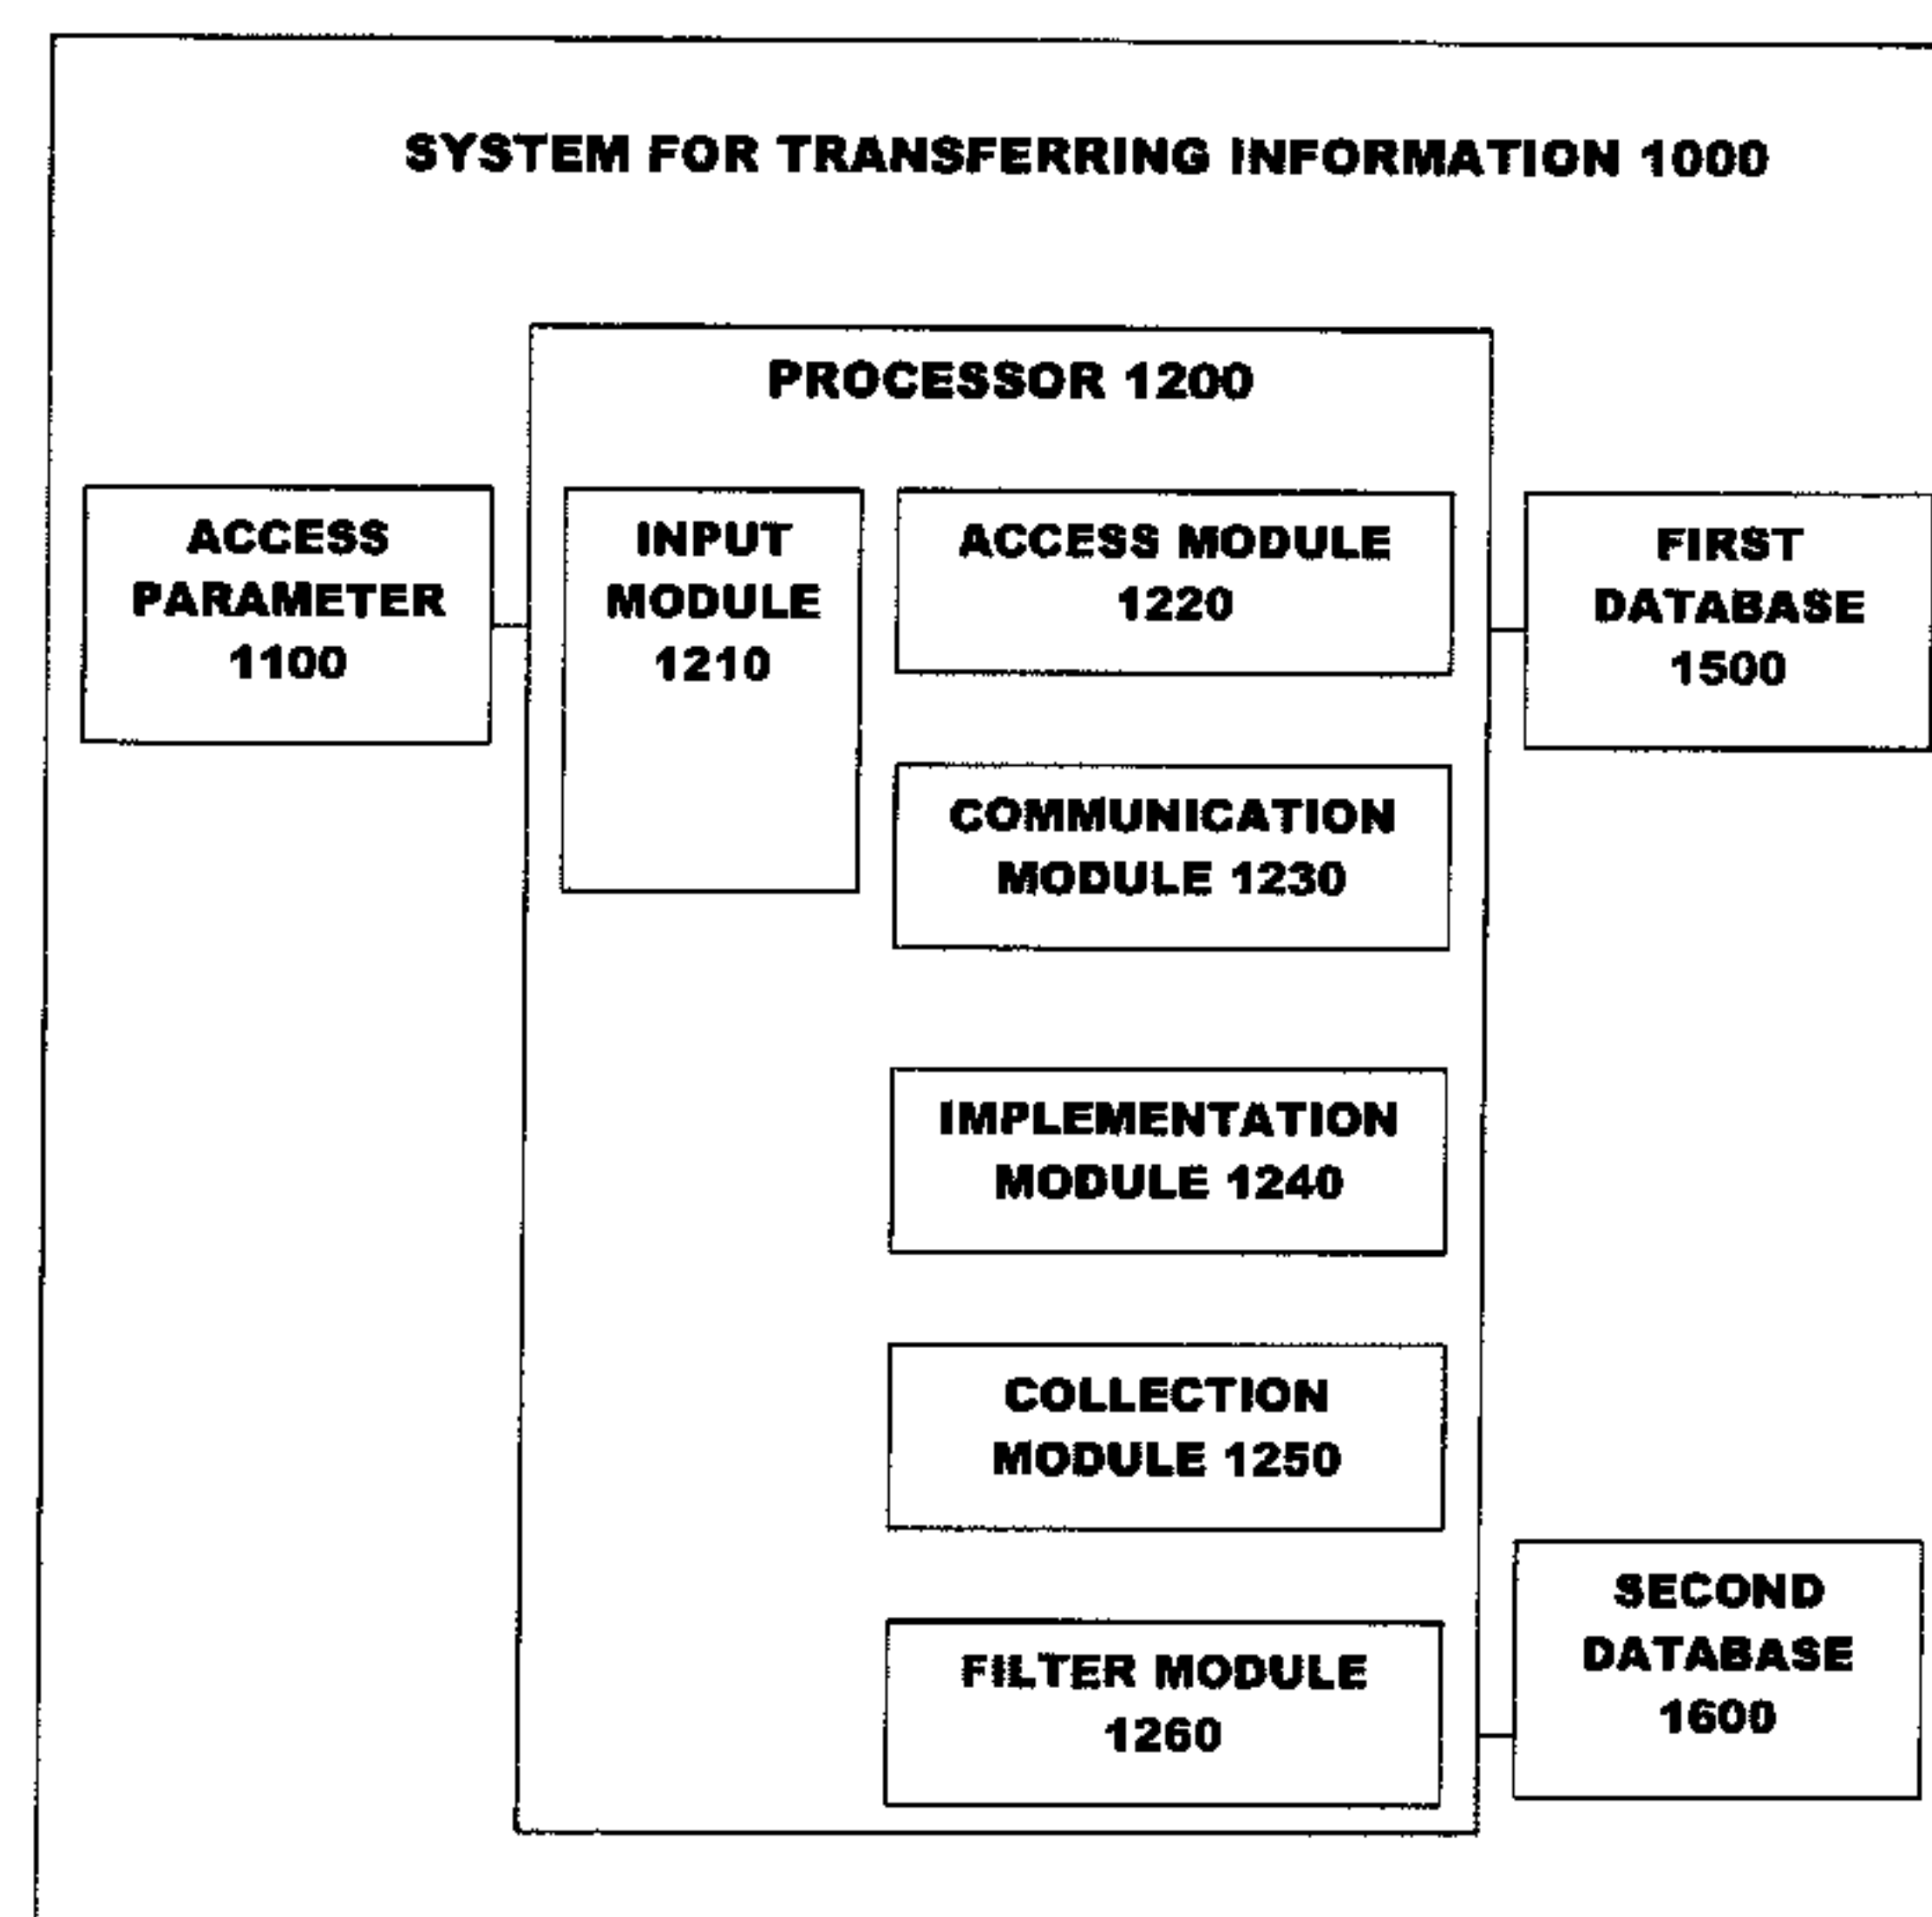 SYSTEM FOR TRANSFERRING INFORMATION 1000
PROCESSOR 1200
ACCESS
PARAMETER
1100
INPUT
MODULE
1210
ACCESS MODULE
1220
FIRST
DATABASE
1500
COMMUNICATION
MODULE 1230
IMPLEMENTATION
MODULE 1240
COLLECTION
MODULE 1250
SECOND
DATABASE
1600
FILTER MODULE
1260